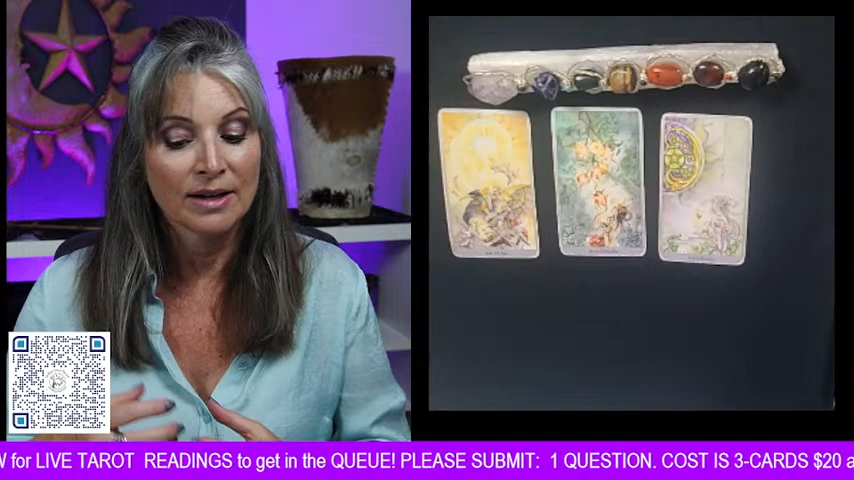 W for LIVE TAROT READINGS to get in the QUEUE! PLEASE SUBMIT: 1 QUESTION. COST IS 3-CARDS $20 a